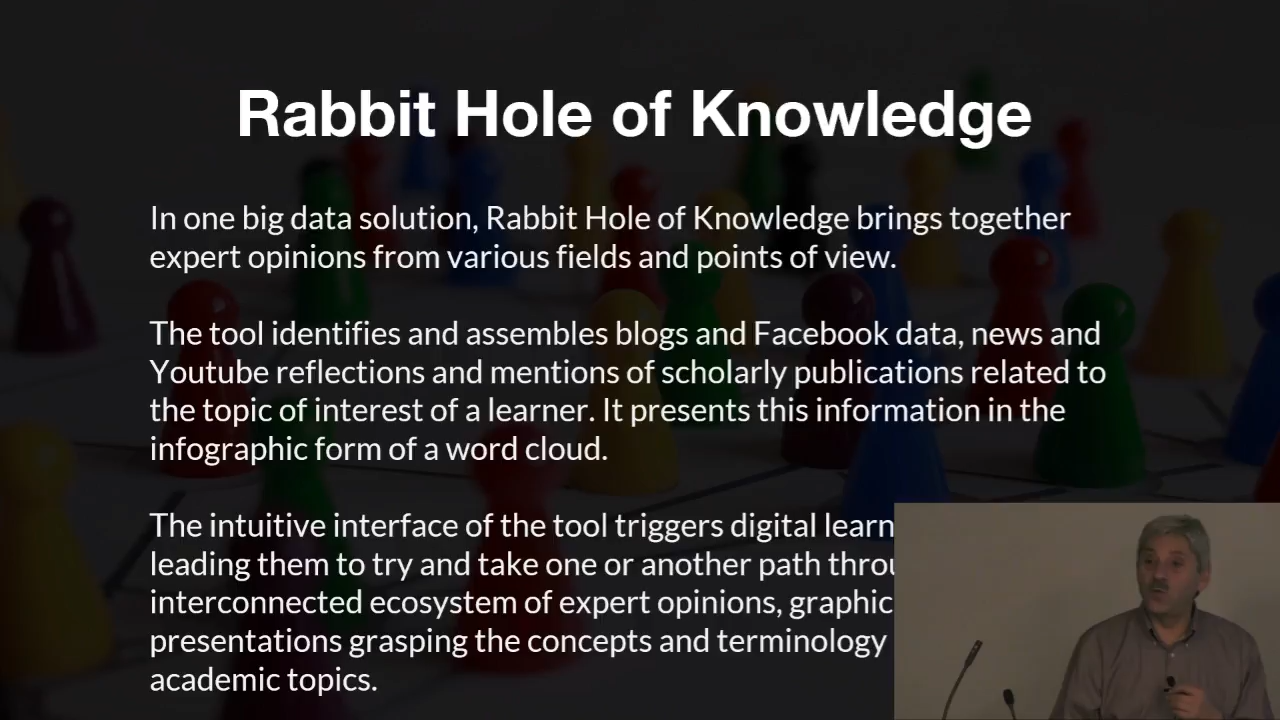 Rabbit Hole of Knowledge
In one big data solution, Rabbit Hole of Knowledge brings together
expert opinions from various fields and points of view.
The tool identifies and assembles blogs and Facebook data, news and
Youtube reflections and mentions of scholarly publications related to
the topic of interest of a learner. It presents this information in the
infographic form of a word cloud.
The intuitive interface of the tool triggers digital
leading them to try and take one or another path
interconnected ecosystem of expert opinions,
presentations grasping the concepts and terminology
academic topics.